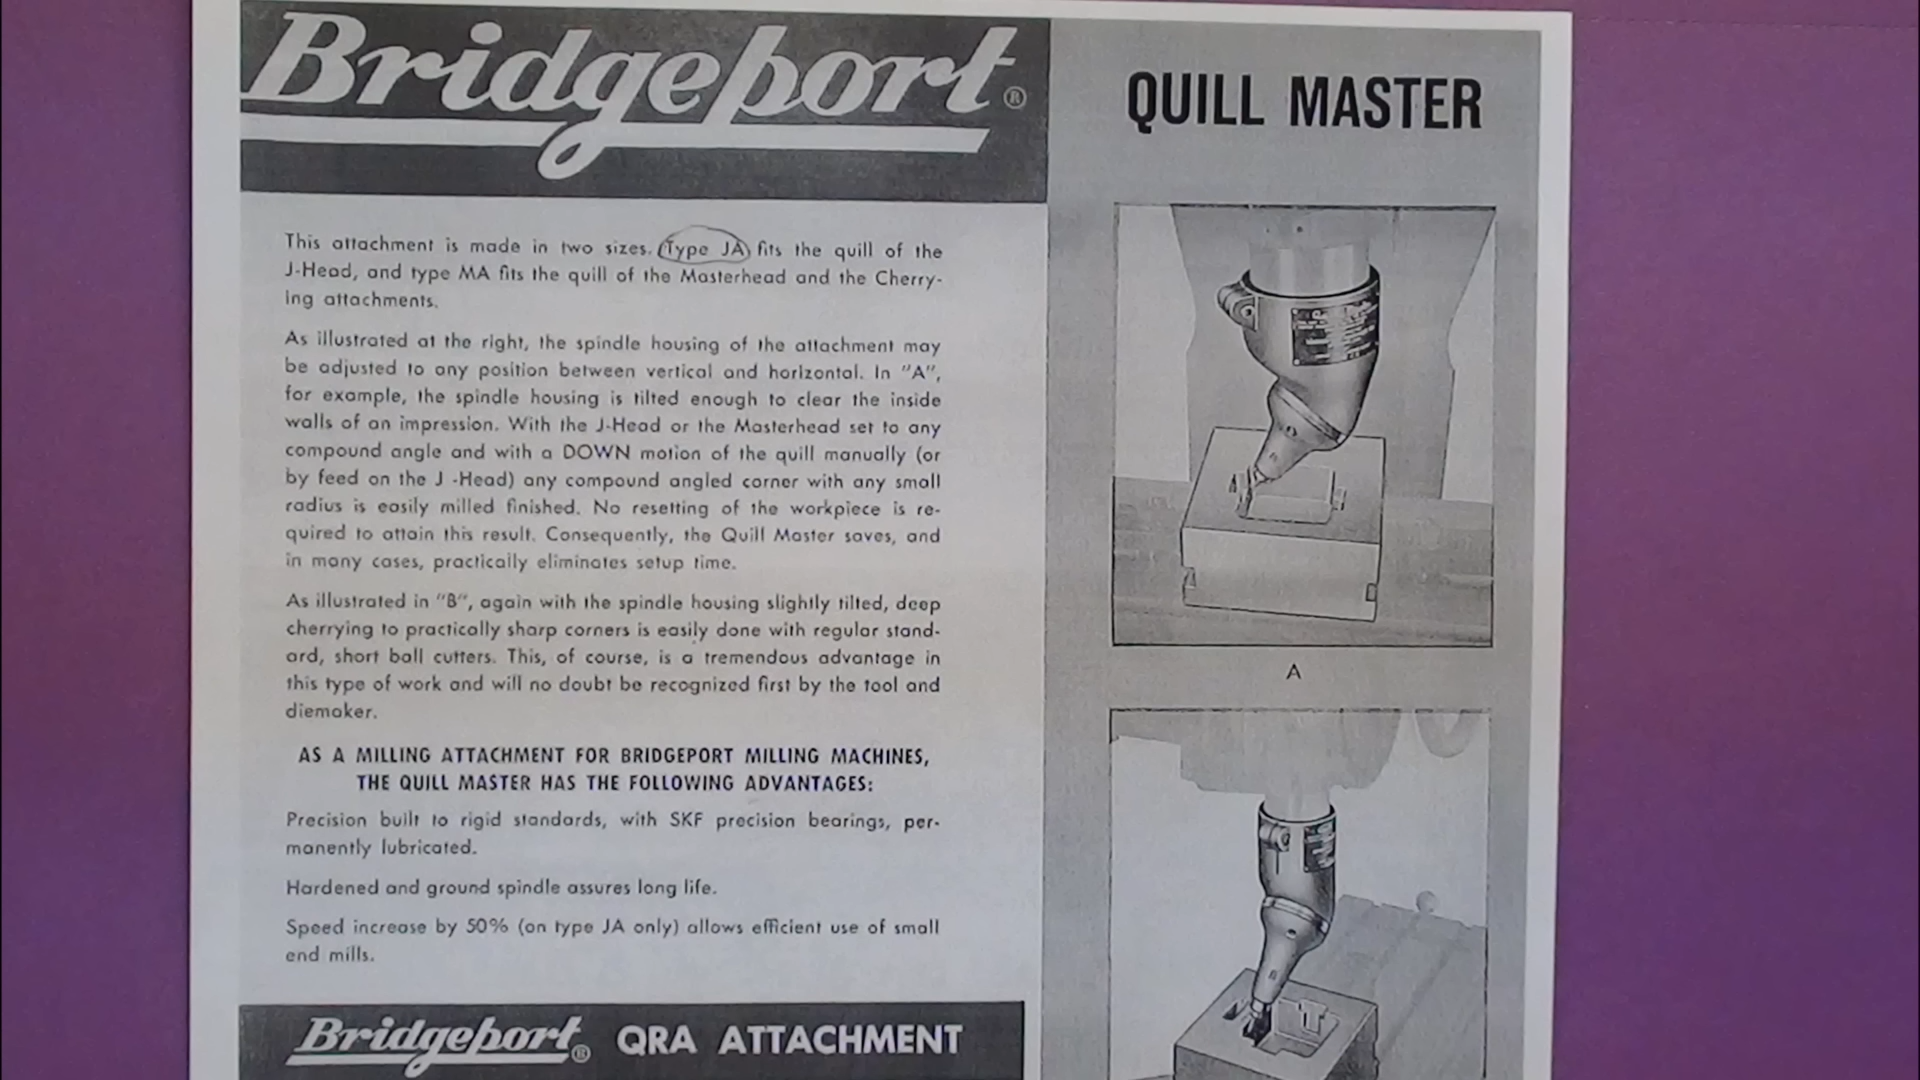 Bridgeport®
QUILL MASTER
This attachment is made in two sizes. Type JA fits the quill of the
J-Head, and type MA fits the quill of the Masterhead and the Cherry-
ing attachments.
As illustrated at the right, the spindle housing of the attachment may
be adjusted to any position between vertical and horizontal. In "A",
for example, the spindle housing is tilted enough to clear the inside
walls of an impression. With the J-Head or the Masterhead set to any
compound angle and with a DOWN motion of the quill manually (or
by feed on the J -Head) any compound angled corner with any small
radius is easily milled finished. No resetting of the workpiece is re-
quired to attain this result. Consequently, the Quill Master saves, and
in many cases, practically eliminates setup time.
As illustrated in "B", again with the spindle housing slightly tilted, deep
cherrying to practically sharp corners is easily done with regular stand-
ard, short ball cutters. This, of course, is a tremendous advantage in
this type of work and will no doubt be recognized first by the tool and
diemaker.
AS A MILLING ATTACHMENT FOR BRIDGEPORT MILLING MACHINES,
THE QUILL MASTER HAS THE FOLLOWING ADVANTAGES:
Precision built to rigid standards, with SKF precision bearings, per-
manently lubricated.
Hardened and ground spindle assures long life.
Speed increase by 50% (on type JA only) allows efficient use of small
end mills.
Bridgeport® QRA ATTACHMENT
A